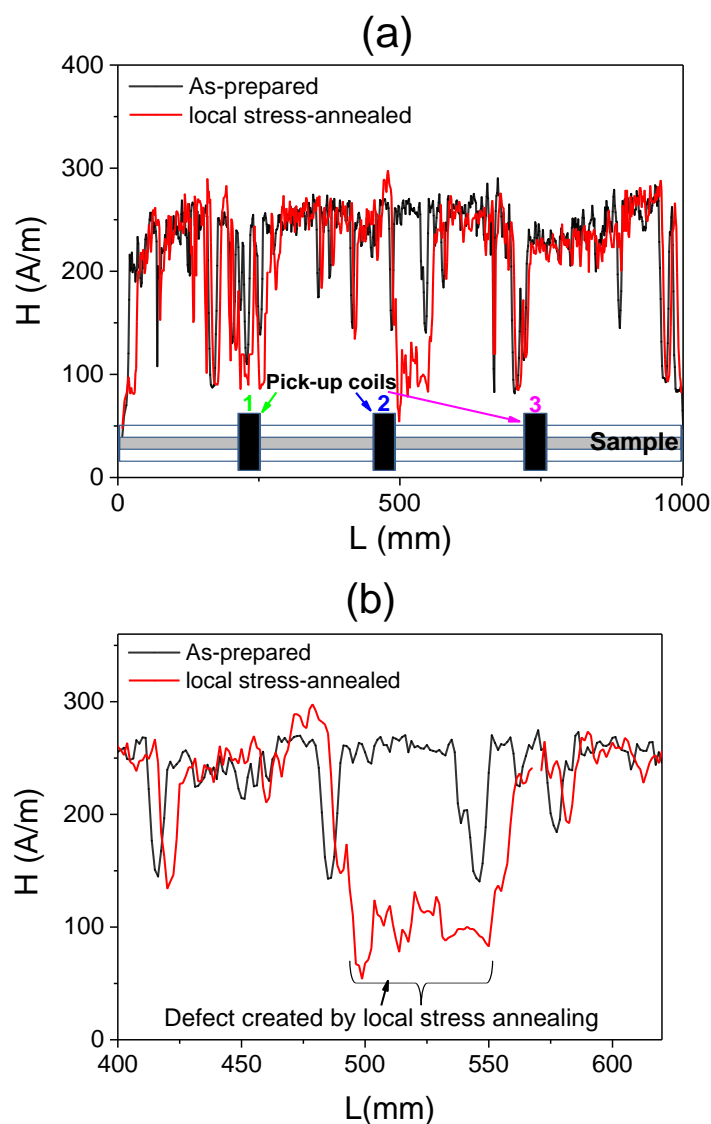 (a)
400
As-prepared
local stress-annealed
300
H (A/m)
200
100
Pick-up coils
1
2
3
Sample
0
0
500
1000
L (mm)
(b)
As-prepared
local stress-annealed
300
H (A/m)
200
100
Defect created by local stress annealing
0
400
450
500
550
600
L(mm)